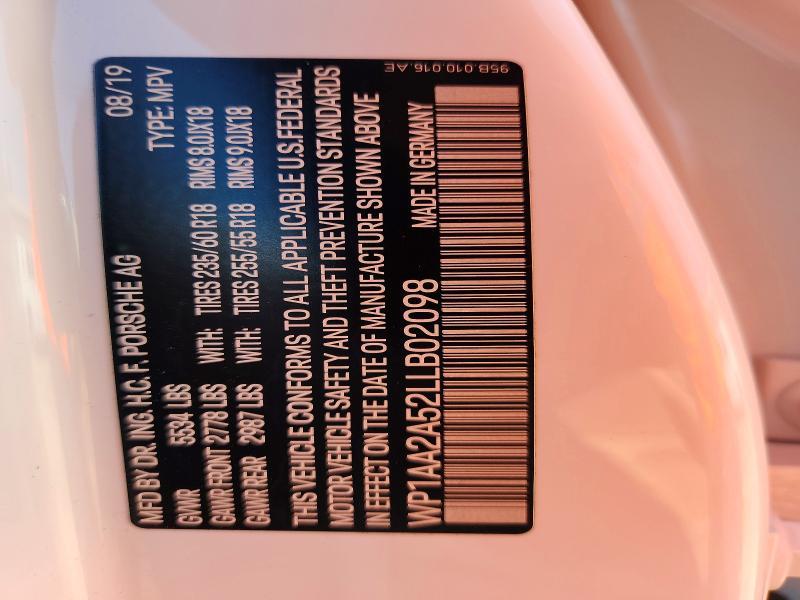 MFD BY DR. ING. H.C. F. PORSCHE AG 08/19
GVWR 5534 LBS TYPE: MPV
GAWR FRONT 2778 LBS WITH: TIRES 235/60 R18 RIMS 8.0JX18
GAWR REAR 2987 LBS WITH: TIRES 255/55 R18 RIMS 9.0JX18
THIS VEHICLE CONFORMS TO ALL APPLICABLE U.S.FEDERAL
MOTOR VEHICLE SAFETY AND THEFT PREVENTION STANDARDS
IN EFFECT ON THE DATE OF MANUFACTURE SHOWN ABOVE
WP1AA2A52LLB02098 MADE IN GERMANY
95B.010.016.AE